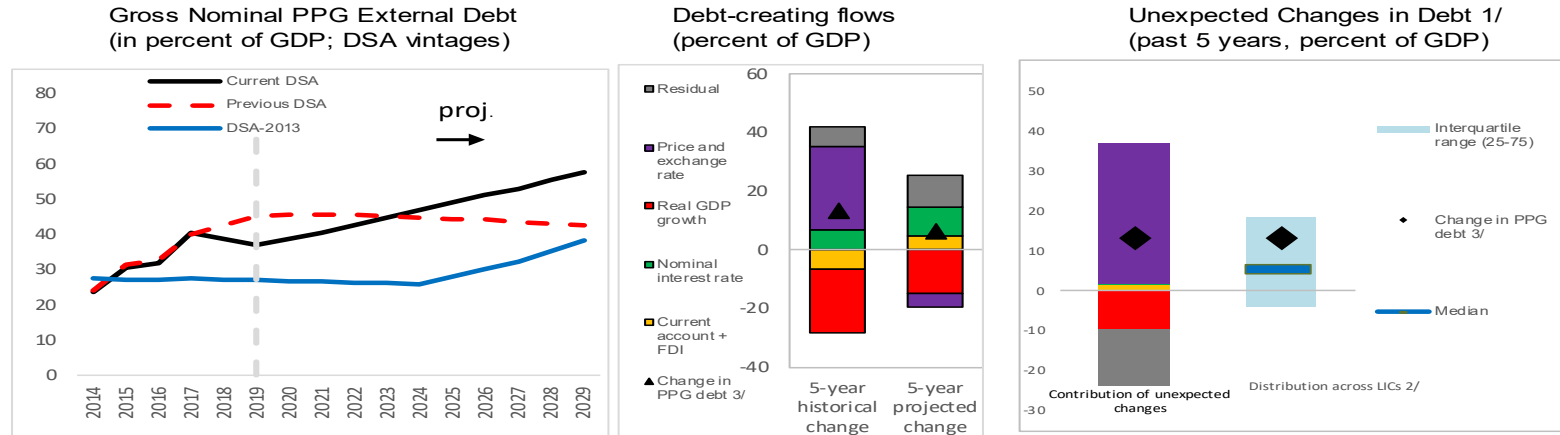 Gross Nominal PPG External Debt
(in percent of GDP; DSA vintages)
80
70
60
50
40
30
20
10
0
Current DSA
Previous DSA
DSA-2013
proj.
2014
2015
2016
2017
2018
2019
2020
2021
2022
2023
2024
2025
2026
2027
2028
2029
Debt-creating flows
(percent of GDP)
Residual
Price and
exchange
rate
Real GDP
growth
Nominal
interest rate
Current
account +
FDI
Change in
PPG debt 3/
60
40
20
0
-20
-40
5-year
historical
change
5-year
projected
change
Unexpected Changes in Debt 1/
(past 5 years, percent of GDP)
50
40
30
20
10
0
-10
-20
-30
Contribution of unexpected
changes
Distribution across LICs 2/
Interquartile
range (25-75)
Change in PPG
debt 3/
Median